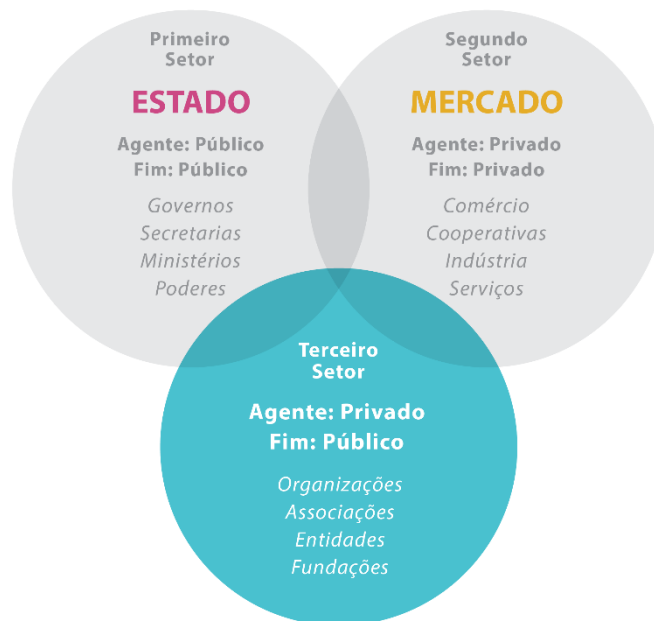 Primeiro
Setor
ESTADO
Agente: Público
Fim: Público
Governos
Secretarias
Ministérios
Poderes
Segundo
Setor
MERCADO
Agente: Privado
Fim: Privado
Comércio
Cooperativas
Indústria
Serviços
Terceiro
Setor
Agente: Privado
Fim: Público
Organizações
Associações
Entidades
Fundações